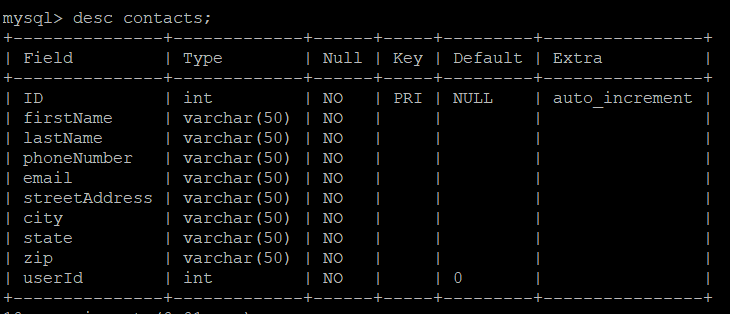 mysql> desc contacts;
+---------------+-------------+------+-----+---------+----------------+
| Field         | Type        | Null | Key | Default | Extra          |
+---------------+-------------+------+-----+---------+----------------+
| ID            | int         | NO   | PRI | NULL    | auto_increment |
| firstName     | varchar(50) | NO   |     |         |                |
| lastName      | varchar(50) | NO   |     |         |                |
| phoneNumber   | varchar(50) | NO   |     |         |                |
| email         | varchar(50) | NO   |     |         |                |
| streetAddress | varchar(50) | NO   |     |         |                |
| city          | varchar(50) | NO   |     |         |                |
| state         | varchar(50) | NO   |     |         |                |
| zip           | varchar(50) | NO   |     |         |                |
| userId        | int         | NO   |     | 0       |                |
+---------------+-------------+------+-----+---------+----------------+